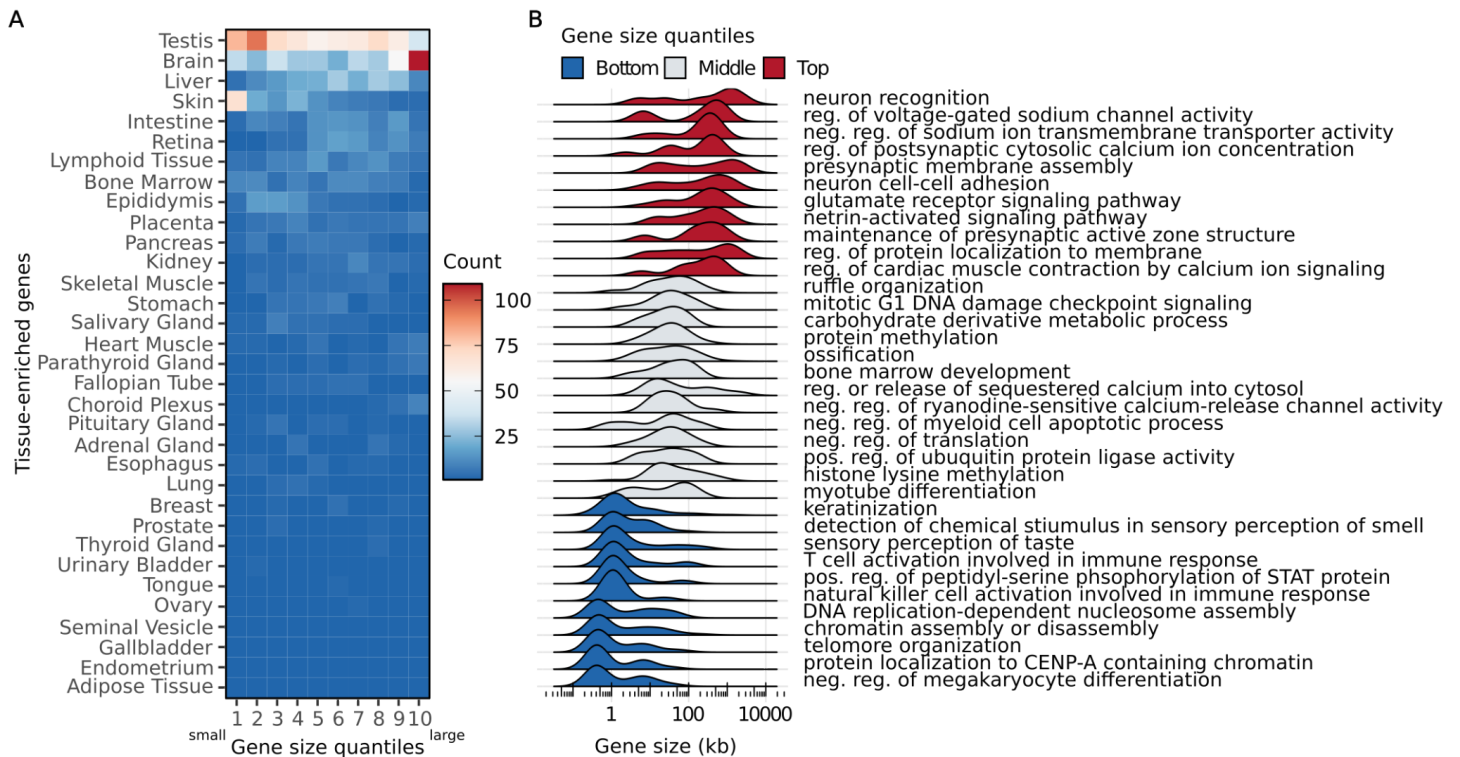 A
Testis
Brain
Liver
Skin
Intestine
Retina
Lymphoid Tissue
Bone Marrow
Epididymis
Placenta
Pancreas
Kidney
Skeletal Muscle
Stomach
Salivary Gland
Heart Muscle
Parathyroid Gland
Fallopian Tube
Choroid Plexus
Pituitary Gland
Adrenal Gland
Esophagus
Lung
Breast
Prostate
Thyroid Gland
Urinary Bladder
Tongue
Ovary
Seminal Vesicle
Gallbladder
Endometrium
Adipose Tissue
Tissue-enriched genes
1 2 3 4 5 6 7 8 9 10
small
large
Gene size quantiles
Count
100
75
50
25
B
Gene size quantiles
Bottom Middle Top
neuron recognition
reg. of voltage-gated sodium channel activity
neg. reg. of sodium ion transmembrane transporter activity
reg. of postsynaptic cytosolic calcium ion concentration
presynaptic membrane assembly
neuron cell-cell adhesion
glutamate receptor signaling pathway
netrin-activated signaling pathway
maintenance of presynaptic active zone structure
reg. of protein localization to membrane
reg. of cardiac muscle contraction by calcium ion signaling
ruffle organization
mitotic G1 DNA damage checkpoint signaling
carbohydrate derivative metabolic process
protein methylation
ossification
bone marrow development
reg. or release of sequestered calcium into cytosol
neg. reg. of ryanodine-sensitive calcium-release channel activity
neg. reg. of myeloid cell apoptotic process
neg. reg. of translation
pos. reg. of ubuquitin protein ligase activity
histone lysine methylation
myotube differentiation
keratinization
detection of chemical stiumulus in sensory perception of smell
sensory perception of taste
T cell activation involved in immune response
pos. reg. of peptidyl-serine phsophorylation of STAT protein
natural killer cell activation involved in immune response
DNA replication-dependent nucleosome assembly
chromatin assembly or disassembly
telomore organization
protein localization to CENP-A containing chromatin
neg. reg. of megakaryocyte differentiation
1 100 10000
Gene size (kb)